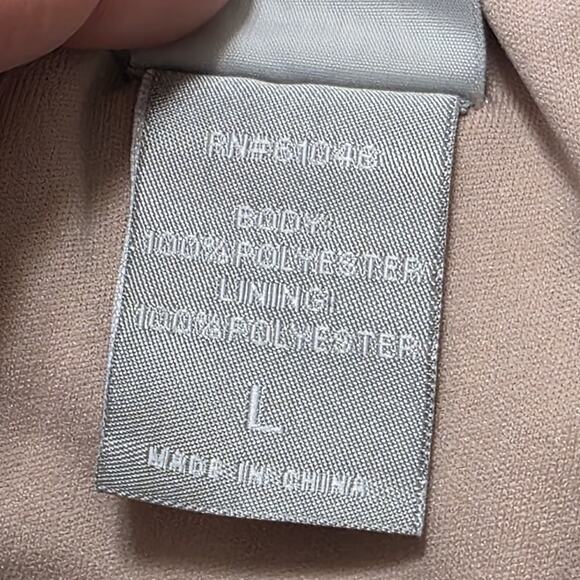 RN#61046
BODY:
100%POLYESTER
LINING:
100%POLYESTER
L
MADE IN CHINA